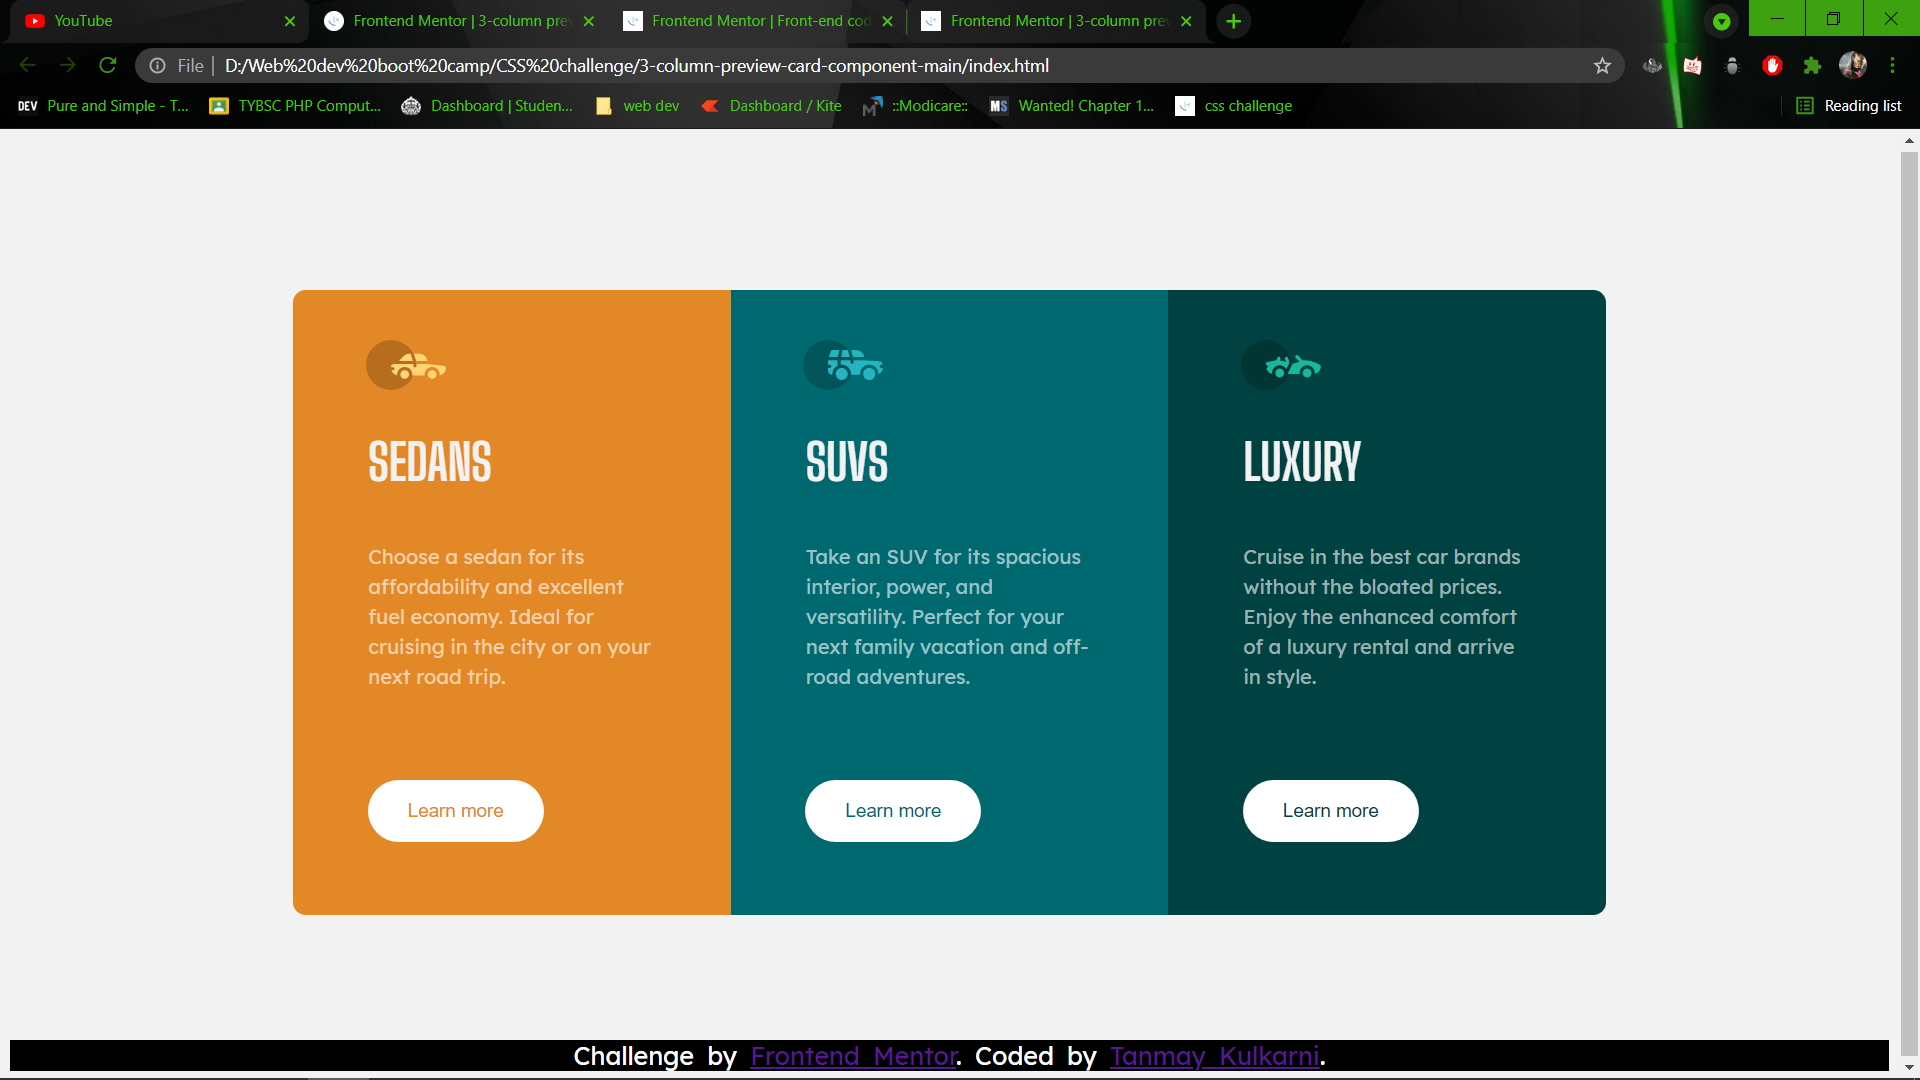 YouTube
Frontend Mentor | 3-column pre
Frontend Mentor | Front-end cod
Frontend Mentor | 3-column prev
File | D:/Web%20dev%20boot%20camp/CSS%20challenge/3-column-preview-card-component-main/index.html
DEV Pure and Simple - T...
TYBSC PHP Comput...
Dashboard | Studen...
web dev
Dashboard / Kite
::Modicare::
MS Wanted! Chapter 1...
css challenge
Reading list
SEDANS
Choose a sedan for its
affordability and excellent
fuel economy. Ideal for
cruising in the city or on your
next road trip.
Learn more
SUVS
Take an SUV for its spacious
interior, power, and
versatility. Perfect for your
next family vacation and off-
road adventures.
Learn more
LUXURY
Cruise in the best car brands
without the bloated prices.
Enjoy the enhanced comfort
of a luxury rental and arrive
in style.
Learn more
Challenge by Frontend Mentor. Coded by Tanmay Kulkarni.